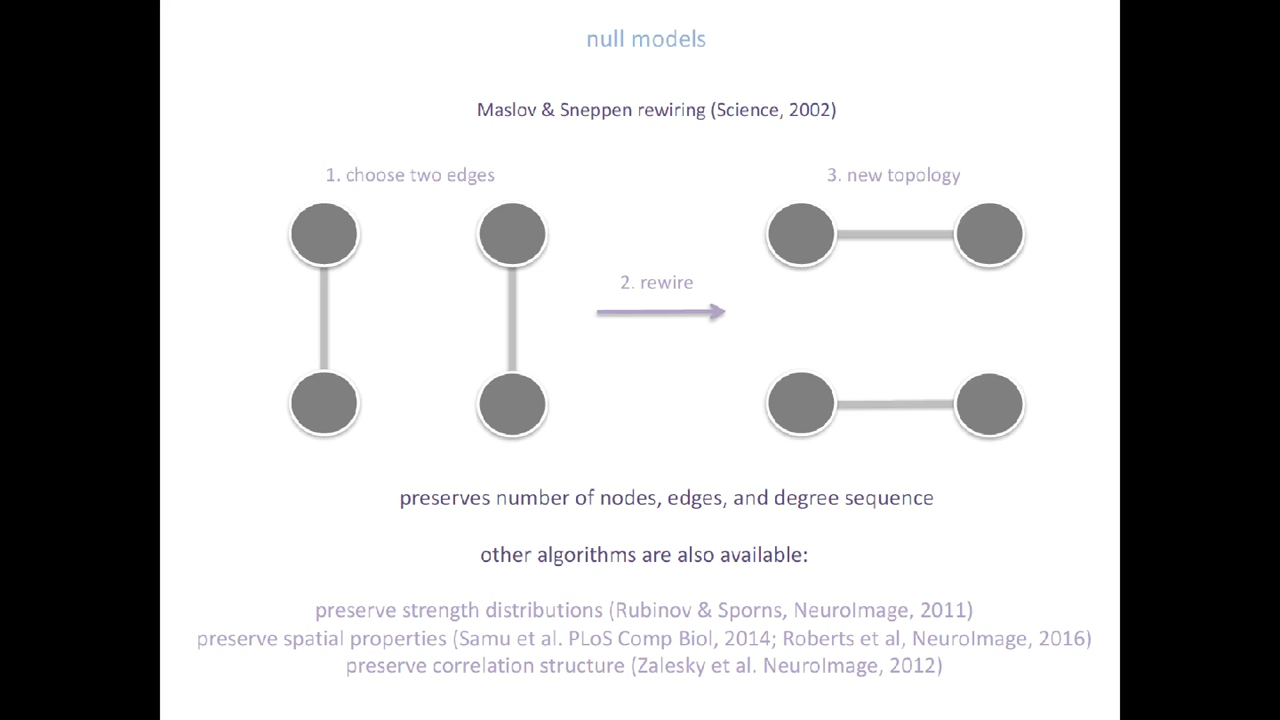 null models
Maslov & Sneppen rewiring (Science, 2002)
1. choose two edges
3. new topology
2. rewire
preserves number of nodes, edges, and degree sequence
other algorithms are also available:
preserve strength distributions (Rubinov & Sporns, NeuroImage, 2011)
preserve spatial properties (Samu et al. PLoS Comp Biol, 2014; Roberts et al, NeuroImage, 2016)
preserve correlation structure (Zalesky et al. NeuroImage, 2012)